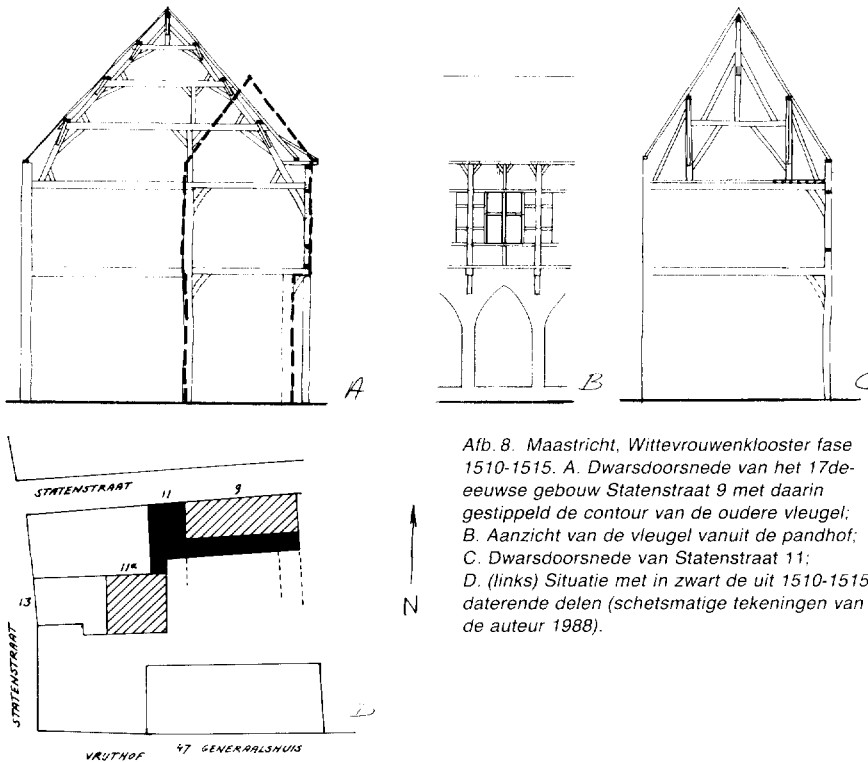 A
B
C
STATENSTRAAT
11
9
11a
13
STATENSTRAAT
D
VRIJTHOF
47 GENERAALSHUIS
N
Afb. 8. Maastricht, Wittevrouwenklooster fase
1510-1515. A. Dwarsdoorsnede van het 17de-
eeuwse gebouw Statenstraat 9 met daarin
gestippeld de contour van de oudere vleugel;
B. Aanzicht van de vleugel vanuit de pandhof;
C. Dwarsdoorsnede van Statenstraat 11;
D. (links) Situatie met in zwart de uit 1510-1515
daterende delen (schetsmatige tekeningen van
de auteur 1988).